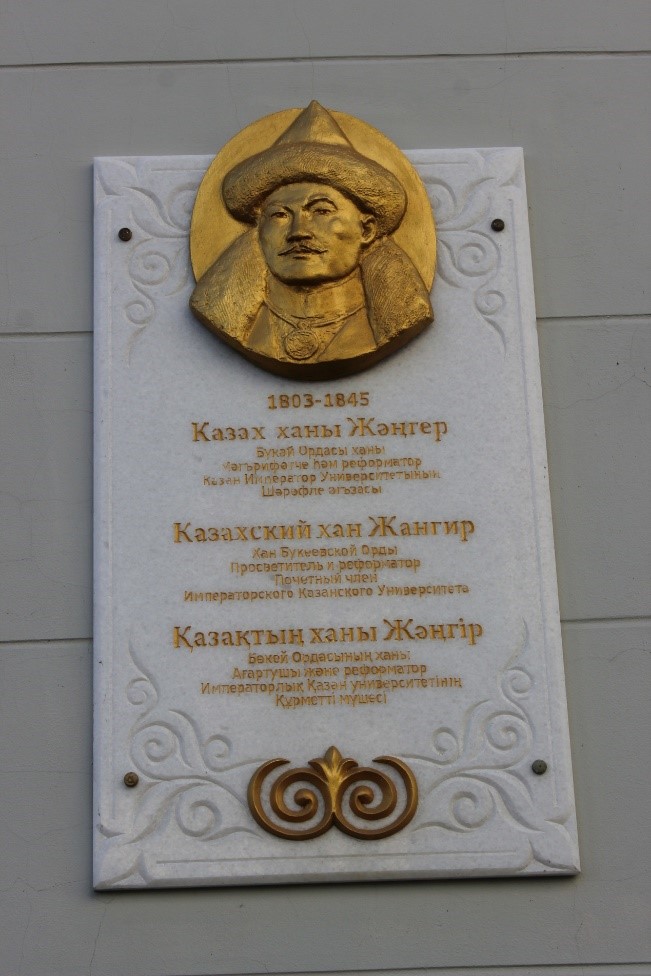 1803-1845
Казах ханы Жәңгер
Букәй Ордасы ханы
Мәгърифәтче һәм реформатор
Казан Император Университетының
Шәрәфле әгъзасы
Казахский хан Жангир
Хан Букеевской Орды
Просветитель и реформатор
Почетный член
Императорского Казанского Университета
Қазақтың ханы Жәңгір
Бөкей Ордасының ханы
Ағартушы және реформатор
Императорлық Қазан университетінің
Құрметті мүшесі